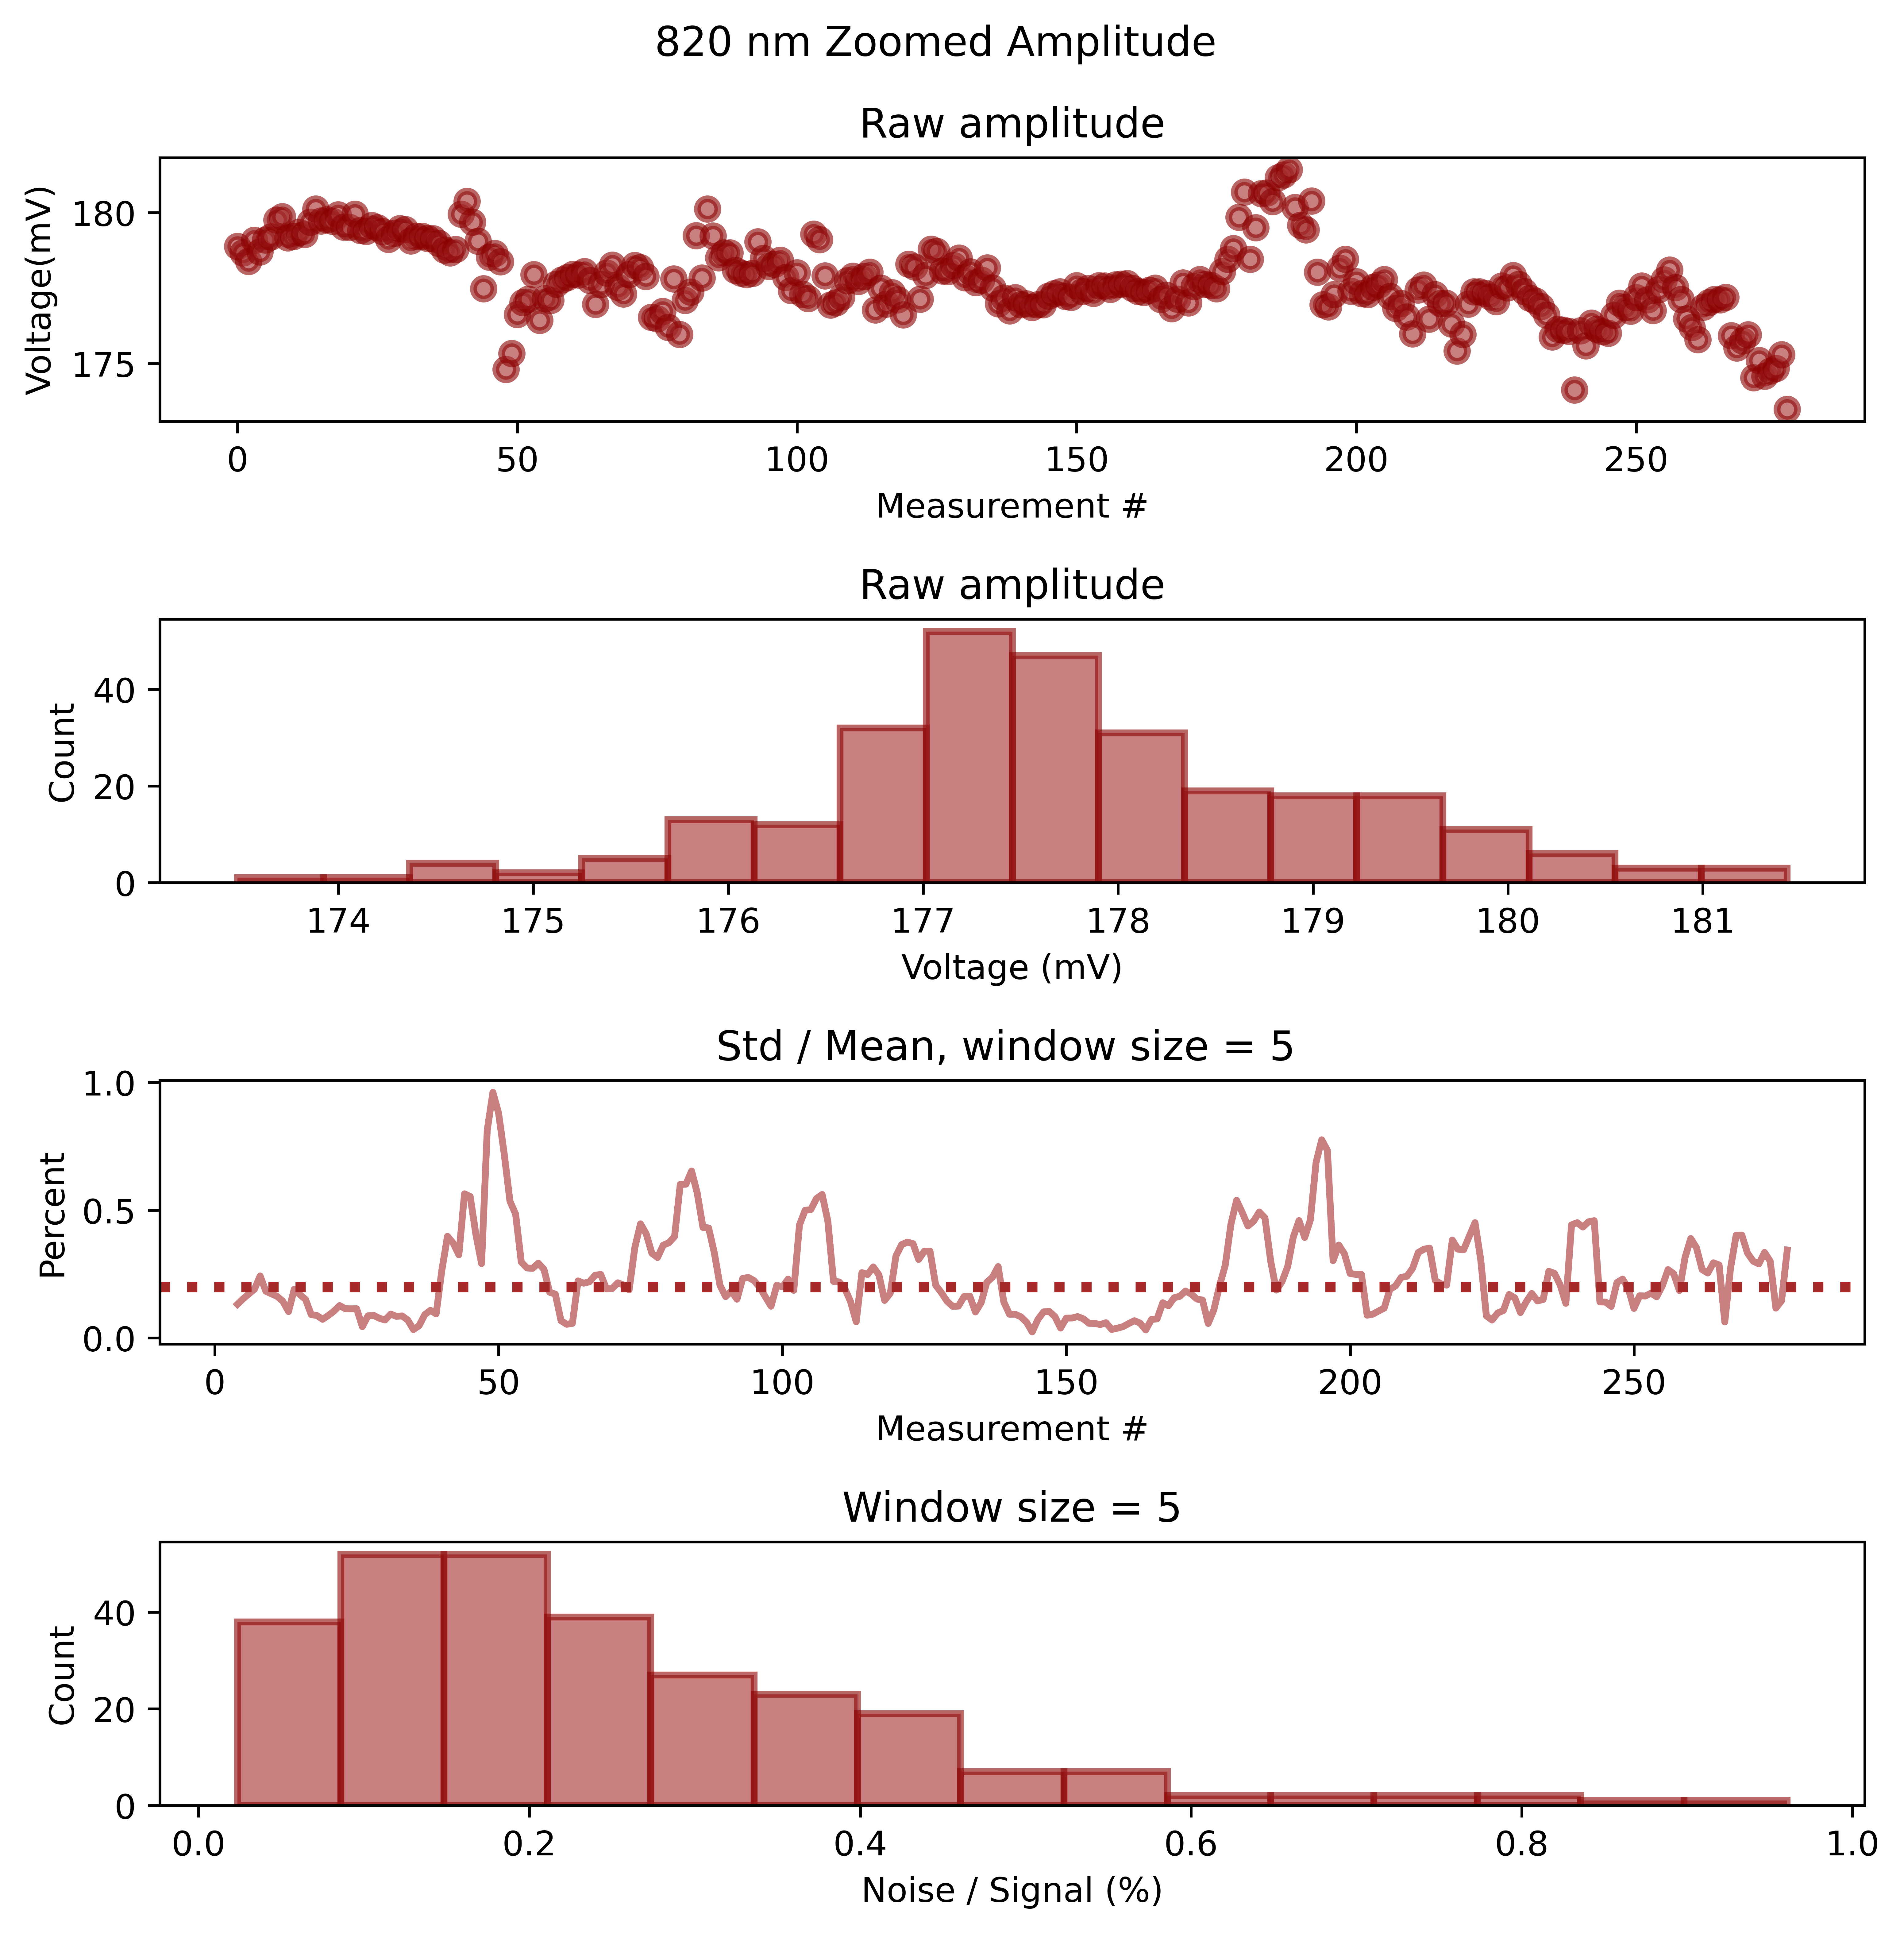 820 nm Zoomed Amplitude
Raw amplitude
Voltage(mV)
180
175
0 50 100 150 200 250
Measurement #
Raw amplitude
Count
40
20
0
174 175 176 177 178 179 180 181
Voltage (mV)
Std / Mean, window size = 5
Percent
1.0
0.5
0.0
0 50 100 150 200 250
Measurement #
Window size = 5
Count
40
20
0
0.0 0.2 0.4 0.6 0.8 1.0
Noise / Signal (%)